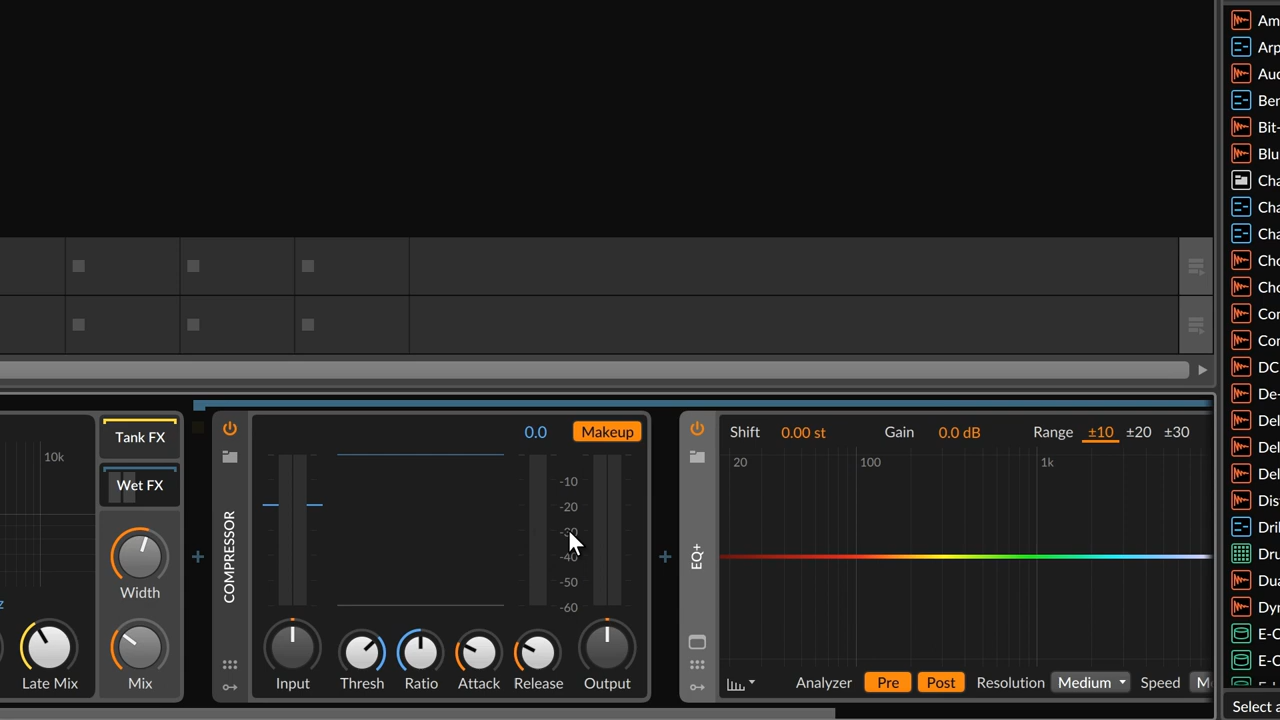 Am
Arp
Aud
Ber
Bit-
Blu
Cha
Cha
Cha
Cho
Cho
Cor
Cor
DC
De-
Del
Del
Del
Dis
Dril
Dru
Dua
Dyn
E-C
E-C
Select a
10k
Tank FX
Wet FX
Width
Late Mix
Mix
z
COMPRESSOR
0.0
Makeup
-10
-20
-30
-40
-50
-60
Input
Thresh
Ratio
Attack
Release
Output
EQ+
Shift 0.00 st Gain 0.0 dB Range ±10 ±20 ±30
20 100 1k
Analyzer Pre Post Resolution Medium Speed M